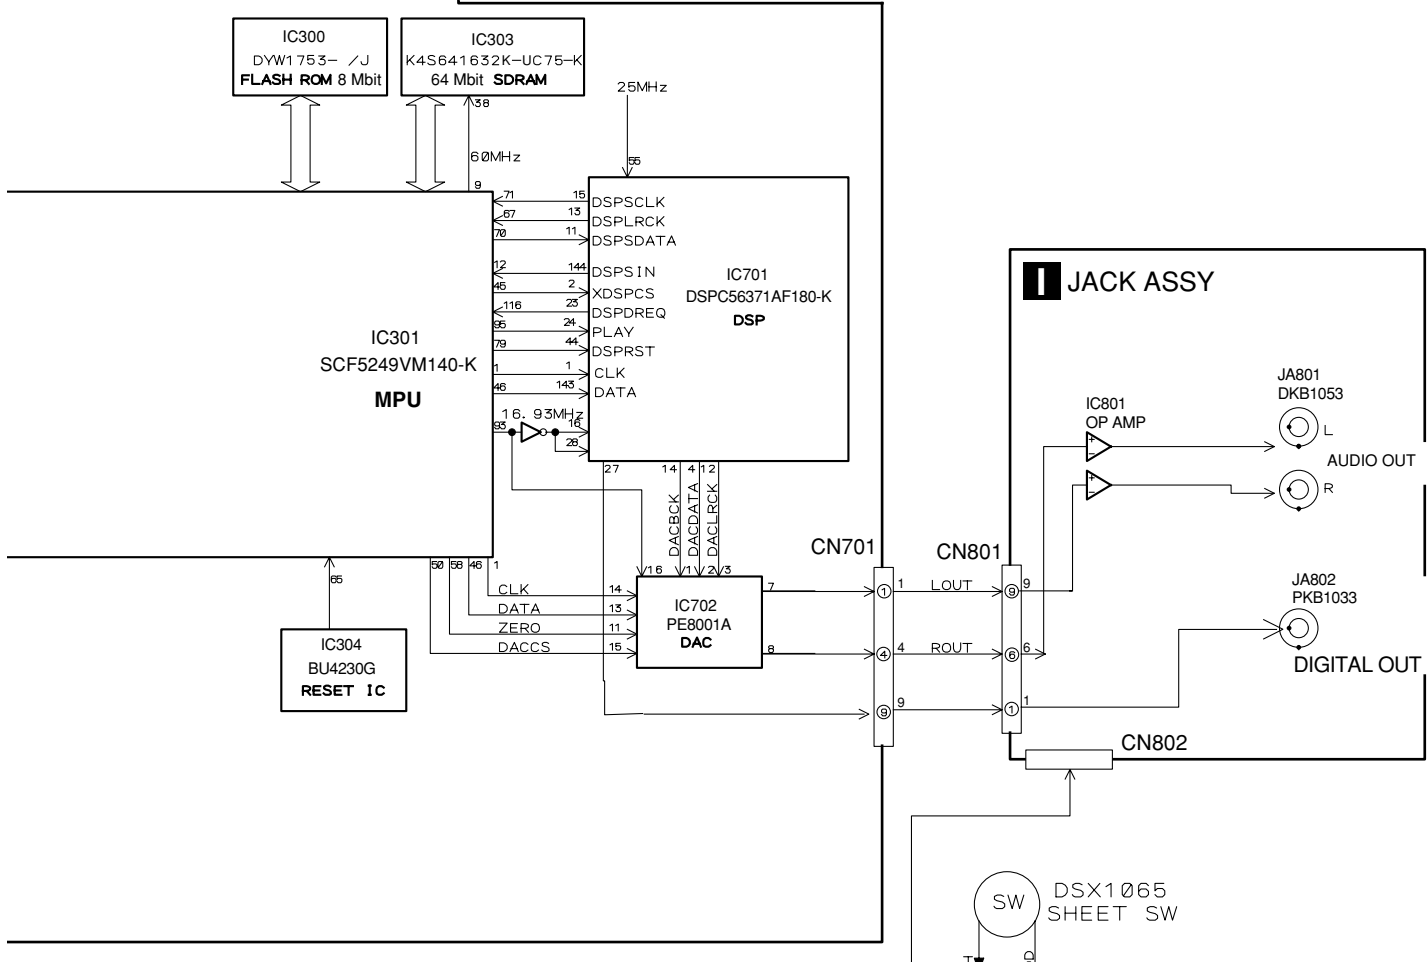 IC300
DYW1753- /J
FLASH ROM 8 Mbit
IC303
K4S641632K-UC75-K
64 Mbit SDRAM
38
60MHz
9
25MHz
55
71
15
DSPSCLK
67
13
DSPLRCK
70
11
DSPSDATA
12
144
DSPSIN
45
2
XDSPCS
116
23
DSPDREQ
95
24
PLAY
79
44
DSPRST
1
1
CLK
46
143
DATA
16.93MHz
93
16
28
IC701
DSPC56371AF180-K
DSP
IC301
SCF5249VM140-K
MPU
27
14
4
12
DACBCK
DACDATA
DACLRCK
16
1
2
3
65
50
58
46
1
CLK
14
DATA
13
ZERO
11
DACCS
15
IC702
PE8001A
DAC
7
8
IC304
BU4230G
RESET IC
CN701
CN801
1
1
LOUT
9
9
4
4
ROUT
6
6
9
9
1
1
I JACK ASSY
IC801
OP AMP
+
−
+
−
JA801
DKB1053
L
AUDIO OUT
R
JA802
PKB1033
DIGITAL OUT
CN802
SW
DSX1065
SHEET SW